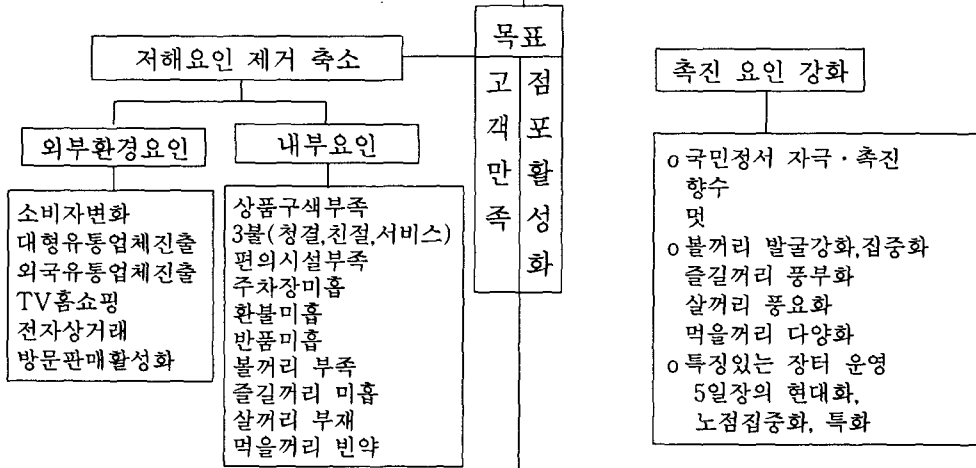 저해요인 제거 축소
외부환경요인
소비자변화
대형유통업체진출
외국유통업체진출
TV홈쇼핑
전자상거래
방문판매활성화
내부요인
상품구색부족
3불(청결,친절,서비스)
편의시설부족
주차장미흡
환불미흡
반품미흡
볼꺼리 부족
즐길꺼리 미흡
살꺼리 부재
먹을꺼리 빈약
목표
고객만족
점포활성화
촉진 요인 강화
o 국민정서 자극·촉진
향수
멋
o 볼꺼리 발굴강화,집중화
즐길꺼리 풍부화
살꺼리 풍요화
먹을꺼리 다양화
o 특징있는 장터 운영
5일장의 현대화,
노점집중화, 특화